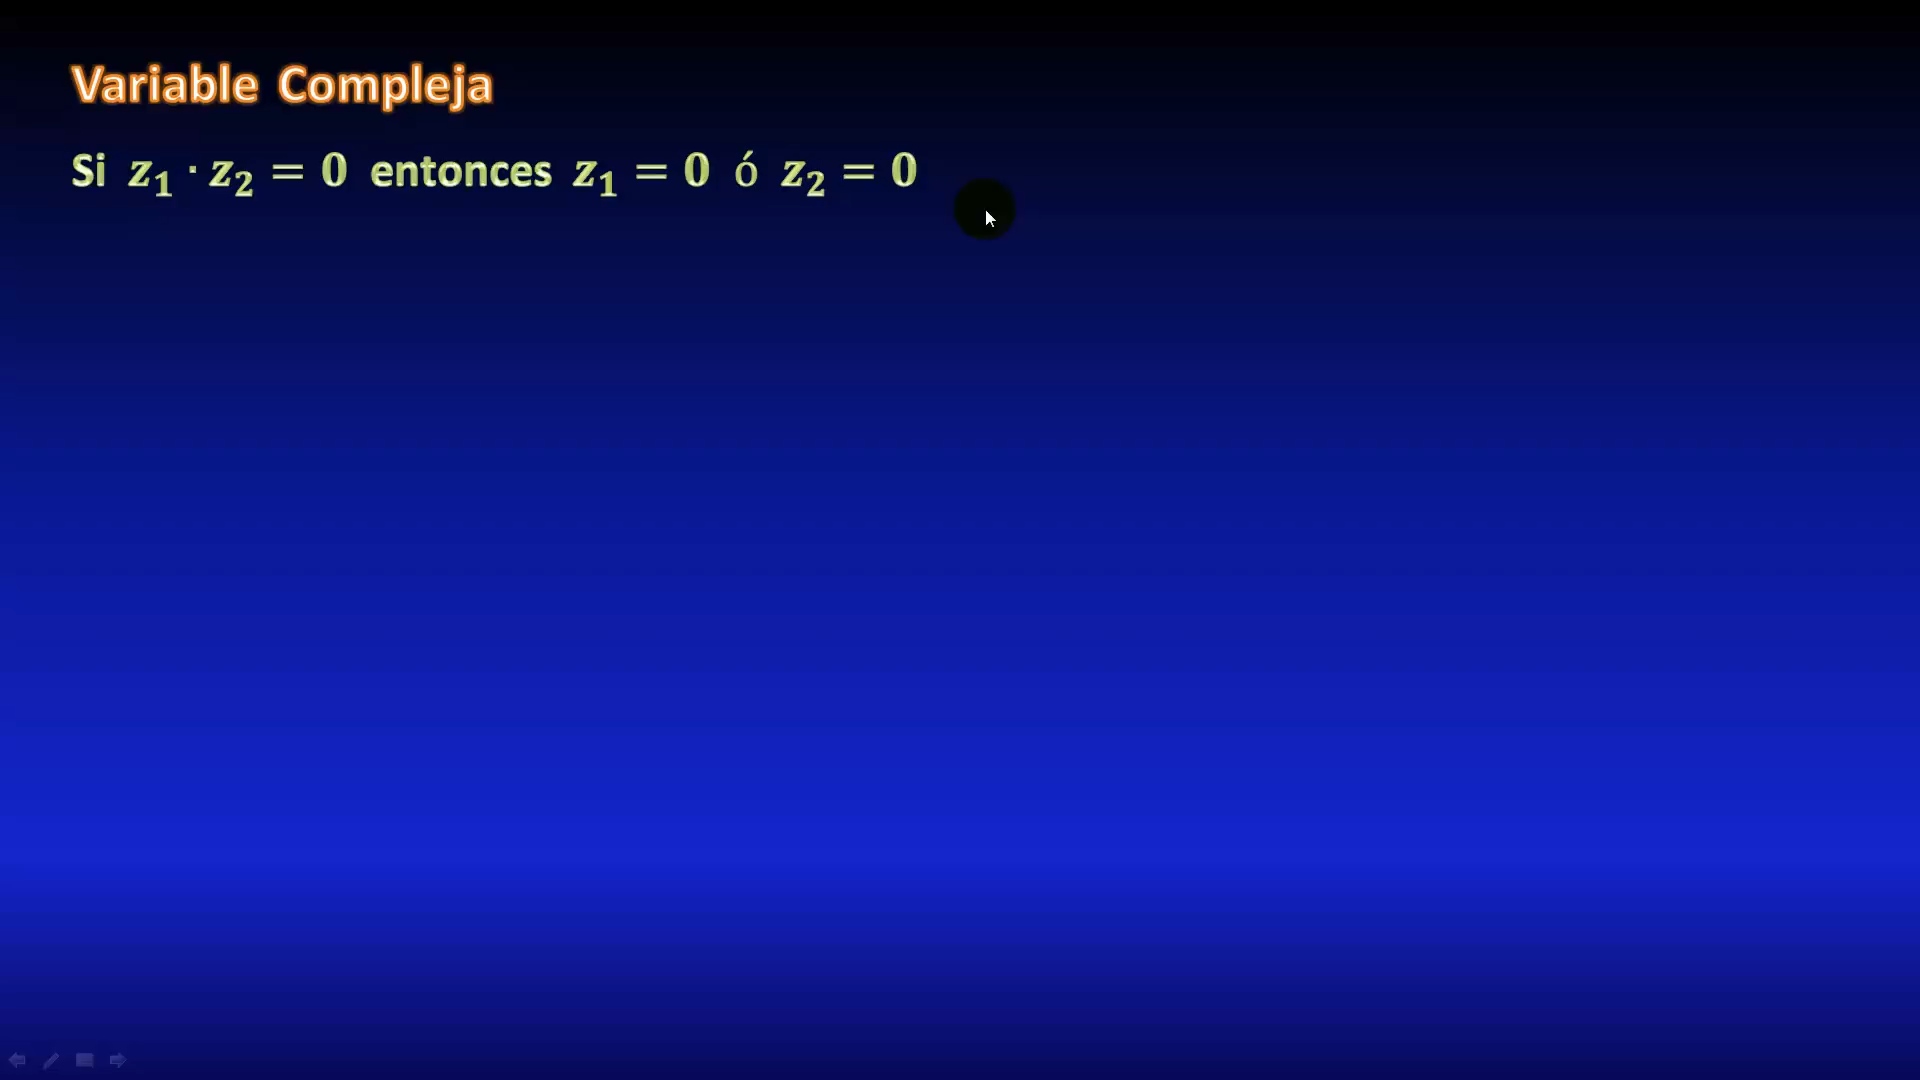 Variable Compleja
Si z₁ · z₂ = 0 entonces z₁ = 0 ó z₂ = 0